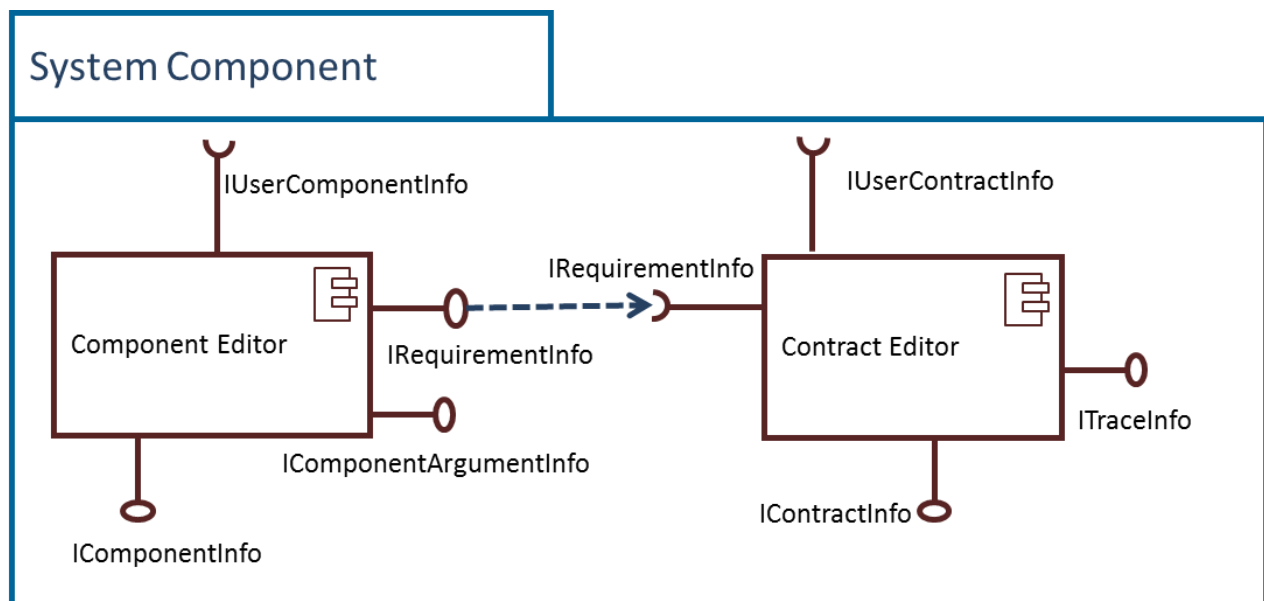 System Component
IUserComponentInfo
IUserContractInfo
IRequirementInfo
Component Editor
IRequirementInfo
Contract Editor
IComponentArgumentInfo
ITraceInfo
IComponentInfo
IContractInfo